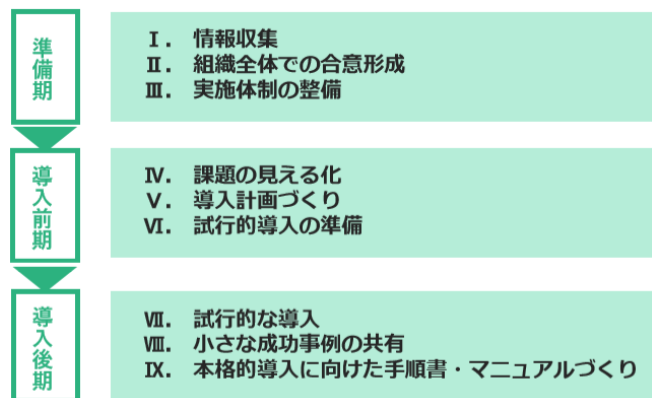 準備期
Ⅰ. 情報収集
Ⅱ. 組織全体での合意形成
Ⅲ. 実施体制の整備
導入前期
Ⅳ. 課題の見える化
Ⅴ. 導入計画づくり
Ⅵ. 試行的導入の準備
導入後期
Ⅶ. 試行的な導入
Ⅷ. 小さな成功事例の共有
Ⅸ. 本格的導入に向けた手順書・マニュアルづくり